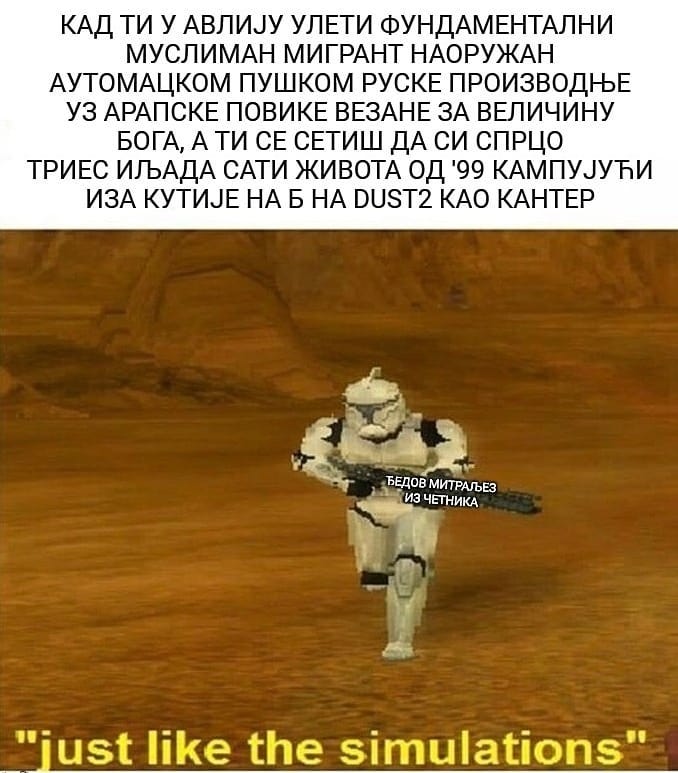 КАД ТИ У АВЛИЈУ УЛЕТИ ФУНДАМЕНТАЛНИ
МУСЛИМАН МИГРАНТ НАОРУЖАН
АУТОМАЦКОМ ПУШКОМ РУСКЕ ПРОИЗВОДЊЕ
УЗ АРАПСКЕ ПОВИКЕ ВЕЗАНЕ ЗА ВЕЛИЧИНУ
БОГА, А ТИ СЕ СЕТИШ ДА СИ СПРЦО
ТРИЕС ИЉАДА САТИ ЖИВОТА ОД '99 КАМПУЈУЋИ
ИЗА КУТИЈЕ НА Б НА DUST2 КАО КАНТЕР
ЂЕДОВ МИТРАЉЕЗ
ИЗ ЧЕТНИКА
"just like the simulations"